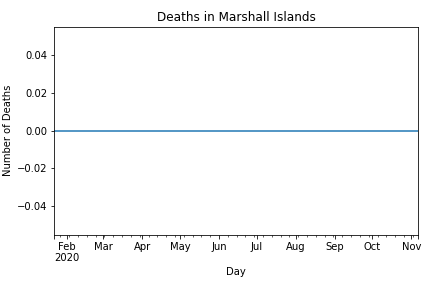 Deaths in Marshall Islands
Number of Deaths
0.04
0.02
0.00
−0.02
−0.04
Feb Mar Apr May Jun Jul Aug Sep Oct Nov
2020
Day